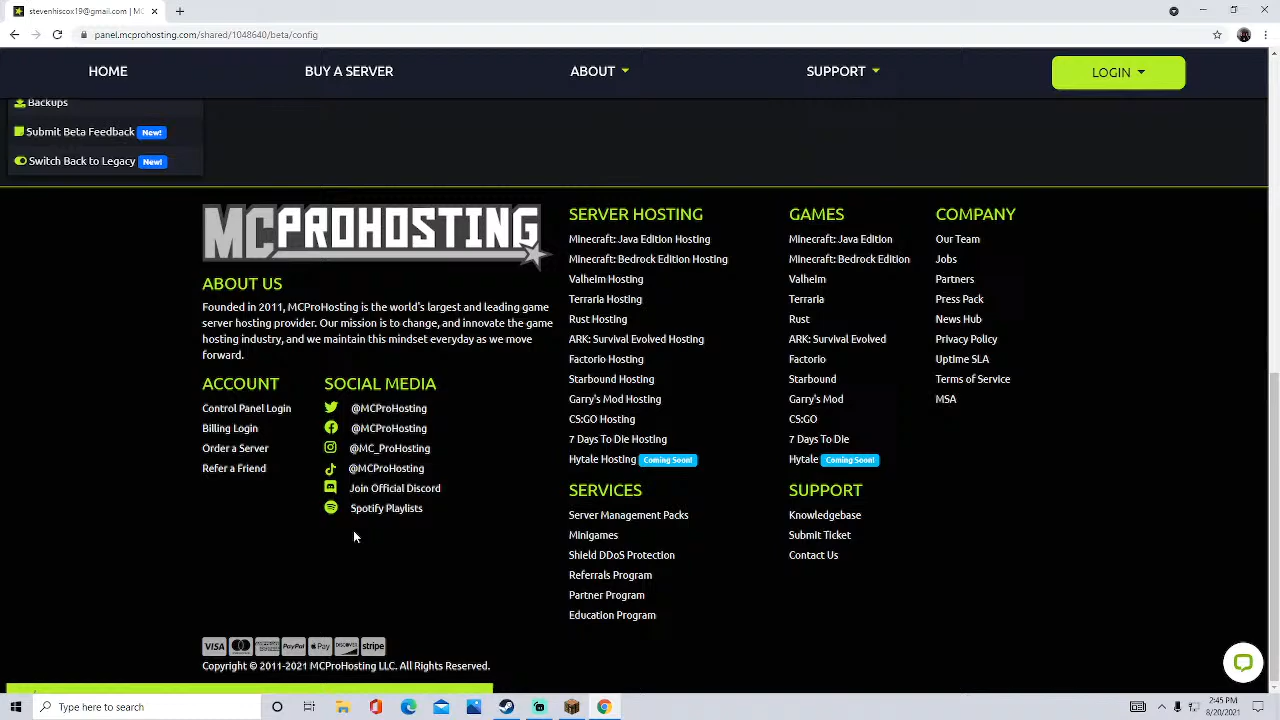 stevenhiscox19@gmail.com | MC
panel.mcprohosting.com/shared/1048640/beta/config
HOME
BUY A SERVER
ABOUT
SUPPORT
LOGIN
Backups
Submit Beta Feedback New!
Switch Back to Legacy New!
MCPROHOSTING
ABOUT US
Founded in 2011, MCProHosting is the world's largest and leading game
server hosting provider. Our mission is to change, and innovate the game
hosting industry, and we maintain this mindset everyday as we move
forward.
ACCOUNT
Control Panel Login
Billing Login
Order a Server
Refer a Friend
SOCIAL MEDIA
@MCProHosting
@MCProHosting
@MC_ProHosting
@MCProHosting
Join Official Discord
Spotify Playlists
SERVER HOSTING
Minecraft: Java Edition Hosting
Minecraft: Bedrock Edition Hosting
Valheim Hosting
Terraria Hosting
Rust Hosting
ARK: Survival Evolved Hosting
Factorio Hosting
Starbound Hosting
Garry's Mod Hosting
CS:GO Hosting
7 Days To Die Hosting
Hytale Hosting Coming Soon!
SERVICES
Server Management Packs
Minigames
Shield DDoS Protection
Referrals Program
Partner Program
Education Program
GAMES
Minecraft: Java Edition
Minecraft: Bedrock Edition
Valheim
Terraria
Rust
ARK: Survival Evolved
Factorio
Starbound
Garry's Mod
CS:GO
7 Days To Die
Hytale Coming Soon!
SUPPORT
Knowledgebase
Submit Ticket
Contact Us
COMPANY
Our Team
Jobs
Partners
Press Pack
News Hub
Privacy Policy
Uptime SLA
Terms of Service
MSA
VISA PayPal Pay DISCOVER stripe
Copyright © 2011-2021 MCProHosting LLC. All Rights Reserved.
Type here to search
2:45 PM
8/20/2021